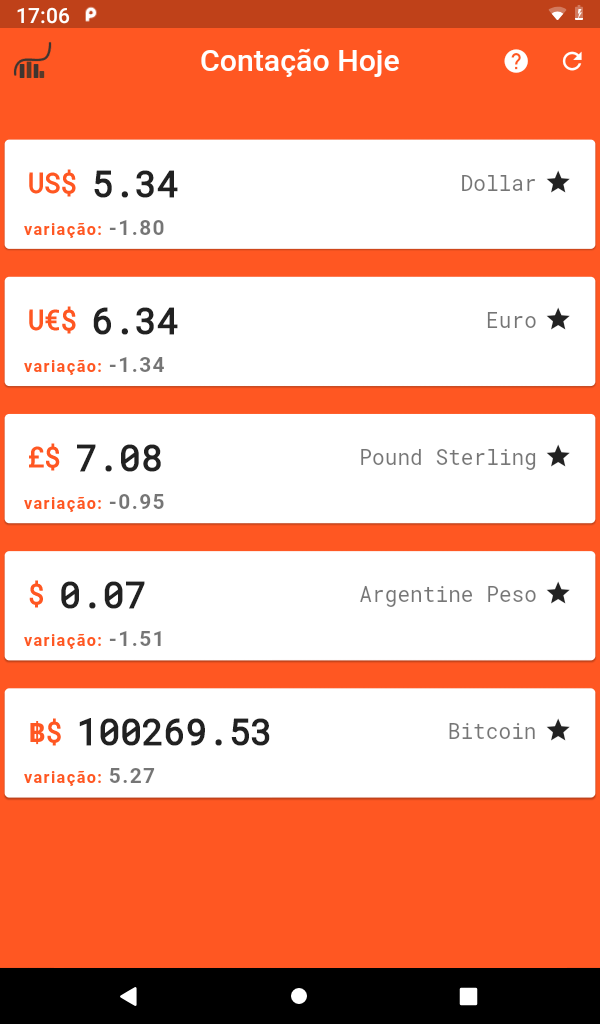 17:06
Contação Hoje
US$ 5.34 Dollar
variação: -1.80
U€$ 6.34 Euro
variação: -1.34
£$ 7.08 Pound Sterling
variação: -0.95
$ 0.07 Argentine Peso
variação: -1.51
฿$ 100269.53 Bitcoin
variação: 5.27